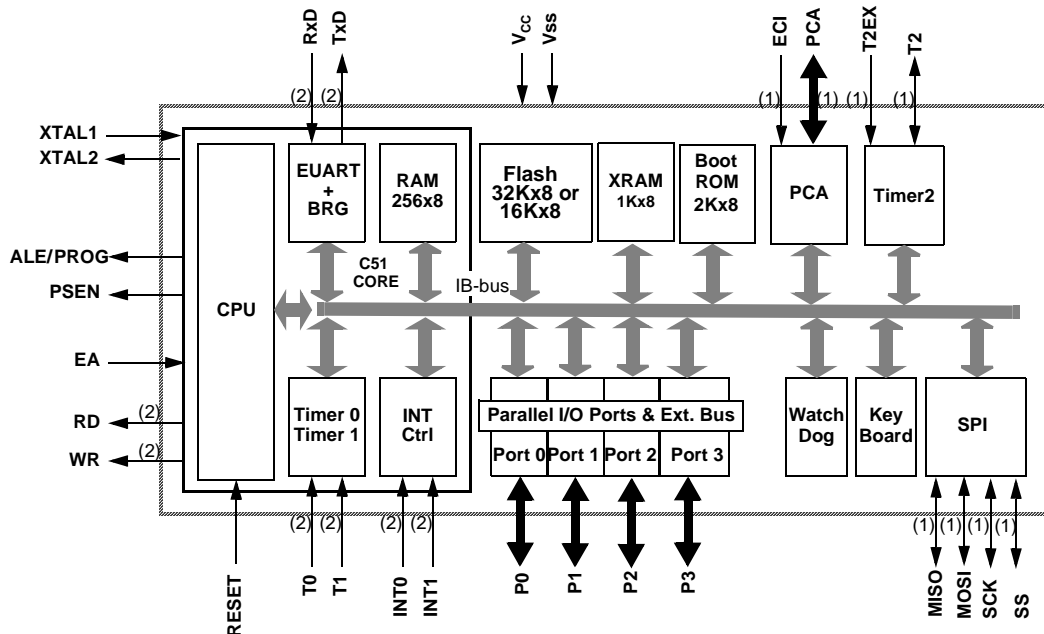 RxD
TxD
VCC
Vss
ECI
PCA
T2EX
T2
(2) (2)
(1) (1) (1) (1)
XTAL1
XTAL2
ALE/PROG
PSEN
EA
RD (2)
WR (2)
CPU
EUART
+
BRG
RAM
256x8
C51
CORE
Flash
32Kx8 or
16Kx8
XRAM
1Kx8
Boot
ROM
2Kx8
PCA
Timer2
IB-bus
Timer 0
Timer 1
INT
Ctrl
Parallel I/O Ports & Ext. Bus
Port 0 Port 1 Port 2 Port 3
Watch
Dog
Key
Board
SPI
(2) (2) (2) (2)
(1) (1) (1) (1)
RESET
T0
T1
INT0
INT1
P0
P1
P2
P3
MISO
MOSI
SCK
SS